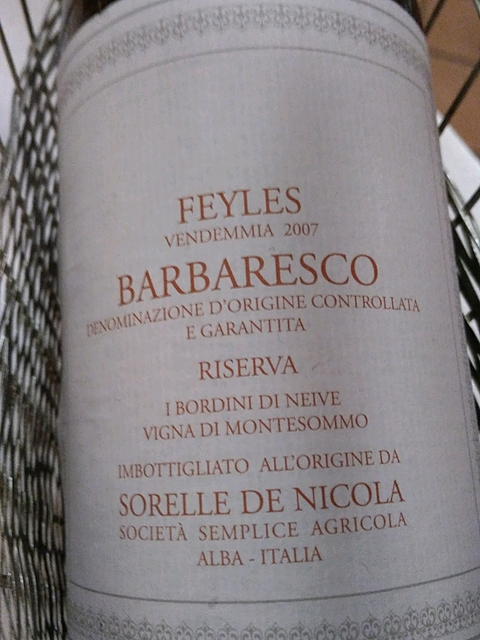 FEYLES
VENDEMMIA 2007
BARBARESCO
DENOMINAZIONE D'ORIGINE CONTROLLATA
E GARANTITA
RISERVA
I BORDINI DI NEIVE
VIGNA DI MONTESOMMO
IMBOTTIGLIATO ALL'ORIGINE DA
SORELLE DE NICOLA
SOCIETÀ SEMPLICE AGRICOLA
ALBA - ITALIA